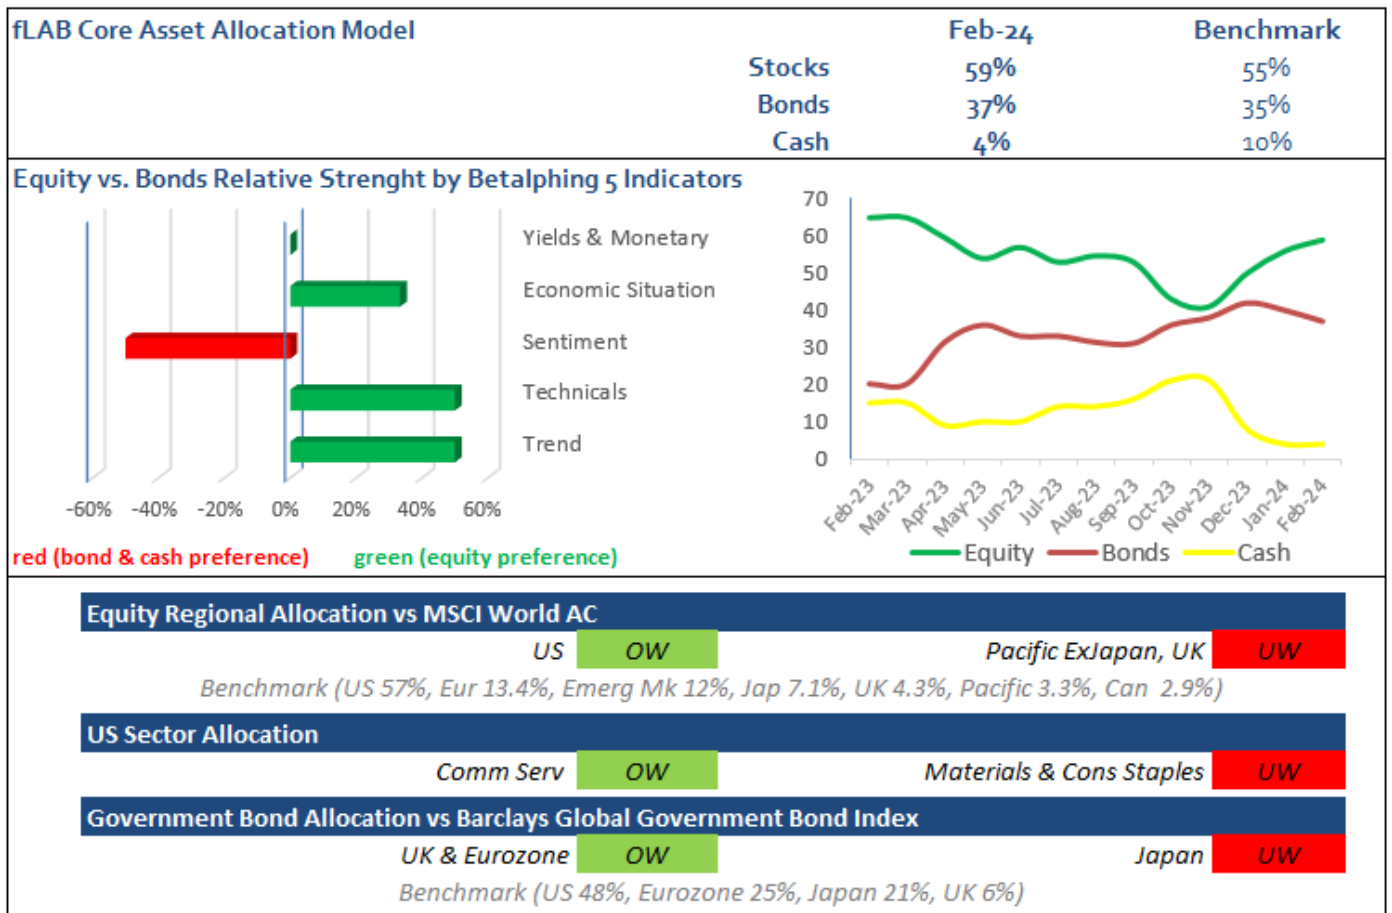 fLAB Core Asset Allocation Model Feb-24 Benchmark
Stocks 59% 55%
Bonds 37% 35%
Cash 4% 10%
Equity vs. Bonds Relative Strenght by Betalphing 5 Indicators
Yields & Monetary
Economic Situation
Sentiment
Technicals
Trend
-60% -40% -20% 0% 20% 40% 60%
red (bond & cash preference) green (equity preference)
70
60
50
40
30
20
10
0
Feb-23 Mar-23 Apr-23 May-23 Jun-23 Jul-23 Aug-23 Sep-23 Oct-23 Nov-23 Dec-23 Jan-24 Feb-24
Equity Bonds Cash
Equity Regional Allocation vs MSCI World AC
US OW Pacific ExJapan, UK UW
Benchmark (US 57%, Eur 13.4%, Emerg Mk 12%, Jap 7.1%, UK 4.3%, Pacific 3.3%, Can 2.9%)
US Sector Allocation
Comm Serv OW Materials & Cons Staples UW
Government Bond Allocation vs Barclays Global Government Bond Index
UK & Eurozone OW Japan UW
Benchmark (US 48%, Eurozone 25%, Japan 21%, UK 6%)